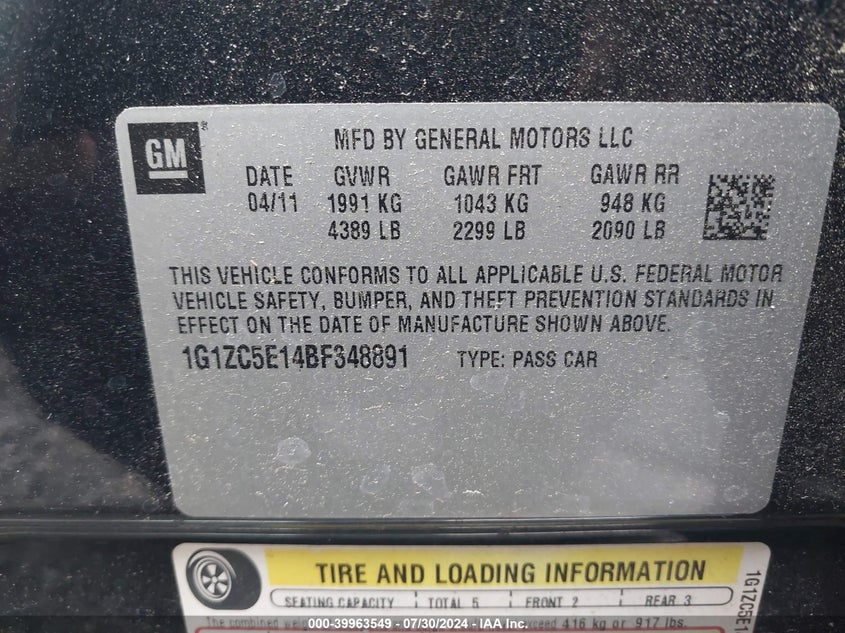 GM
MFD BY GENERAL MOTORS LLC
DATE GVWR GAWR FRT GAWR RR
04/11 1991 KG 1043 KG 948 KG
4389 LB 2299 LB 2090 LB
THIS VEHICLE CONFORMS TO ALL APPLICABLE U.S. FEDERAL MOTOR
VEHICLE SAFETY, BUMPER, AND THEFT PREVENTION STANDARDS IN
EFFECT ON THE DATE OF MANUFACTURE SHOWN ABOVE.
1G1ZC5E14BF348891 TYPE: PASS CAR
TIRE AND LOADING INFORMATION
SEATING CAPACITY TOTAL 5 FRONT 2 REAR 3
The combined exceed 416 kg or 917 lbs.
1G1ZC5E1
000-39963549 - 07/30/2024 - IAA, Inc.